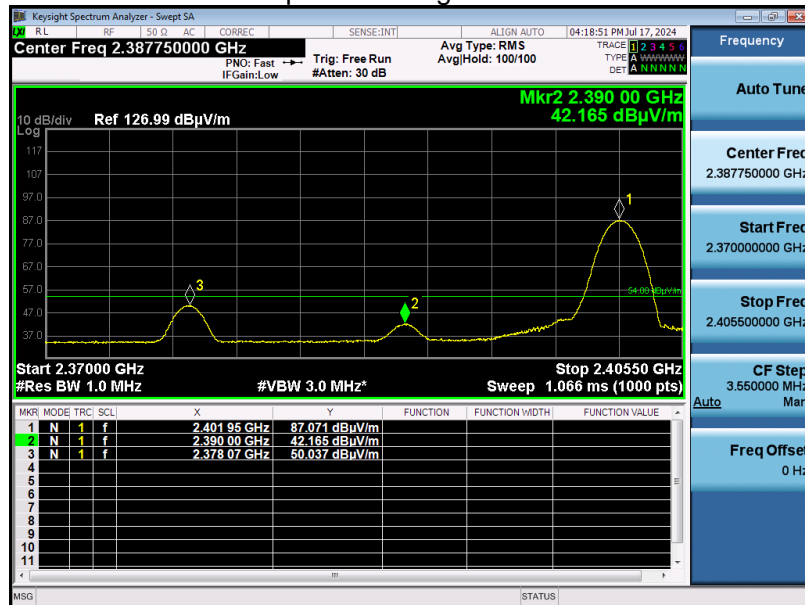 Keysight Spectrum Analyzer - Swept SA
LXI RL RF 50 Ω AC CORREC SENSE:INT ALIGN AUTO 04:18:51 PM Jul 17, 2024
Center Freq 2.387750000 GHz Avg Type: RMS TRACE 1 2 3 4 5 6
PNO: Fast Trig: Free Run Avg|Hold: 100/100 TYPE A WWWWW
IFGain:Low #Atten: 30 dB DET A N N N N N
Mkr2 2.390 00 GHz
10 dB/div Ref 126.99 dBµV/m 42.165 dBµV/m
Log
117
107
97.0
1
87.0
77.0
67.0
3
57.0
54.00 dBµV/m
2
47.0
37.0
Start 2.37000 GHz Stop 2.40550 GHz
#Res BW 1.0 MHz #VBW 3.0 MHz* Sweep 1.066 ms (1000 pts)
MKR MODE TRC SCL X Y FUNCTION FUNCTION WIDTH FUNCTION VALUE
1 N 1 f 2.401 95 GHz 87.071 dBµV/m
2 N 1 f 2.390 00 GHz 42.165 dBµV/m
3 N 1 f 2.378 07 GHz 50.037 dBµV/m
4
5
6
7
8
9
10
11
MSG STATUS
Frequency
Auto Tune
Center Freq
2.387750000 GHz
Start Freq
2.370000000 GHz
Stop Freq
2.405500000 GHz
CF Step
3.550000 MHz
Auto Man
Freq Offset
0 Hz